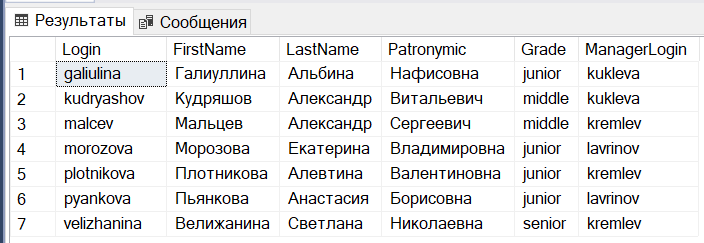 Результаты Сообщения
Login FirstName LastName Patronymic Grade ManagerLogin
1 galiulina Галиуллина Альбина Нафисовна junior kukleva
2 kudryashov Кудряшов Александр Витальевич middle kukleva
3 malcev Мальцев Александр Сергеевич middle kremlev
4 morozova Морозова Екатерина Владимировна junior lavrinov
5 plotnikova Плотникова Алевтина Валентиновна junior kremlev
6 pyankova Пьянкова Анастасия Борисовна junior lavrinov
7 velizhanina Велижанина Светлана Николаевна senior kremlev